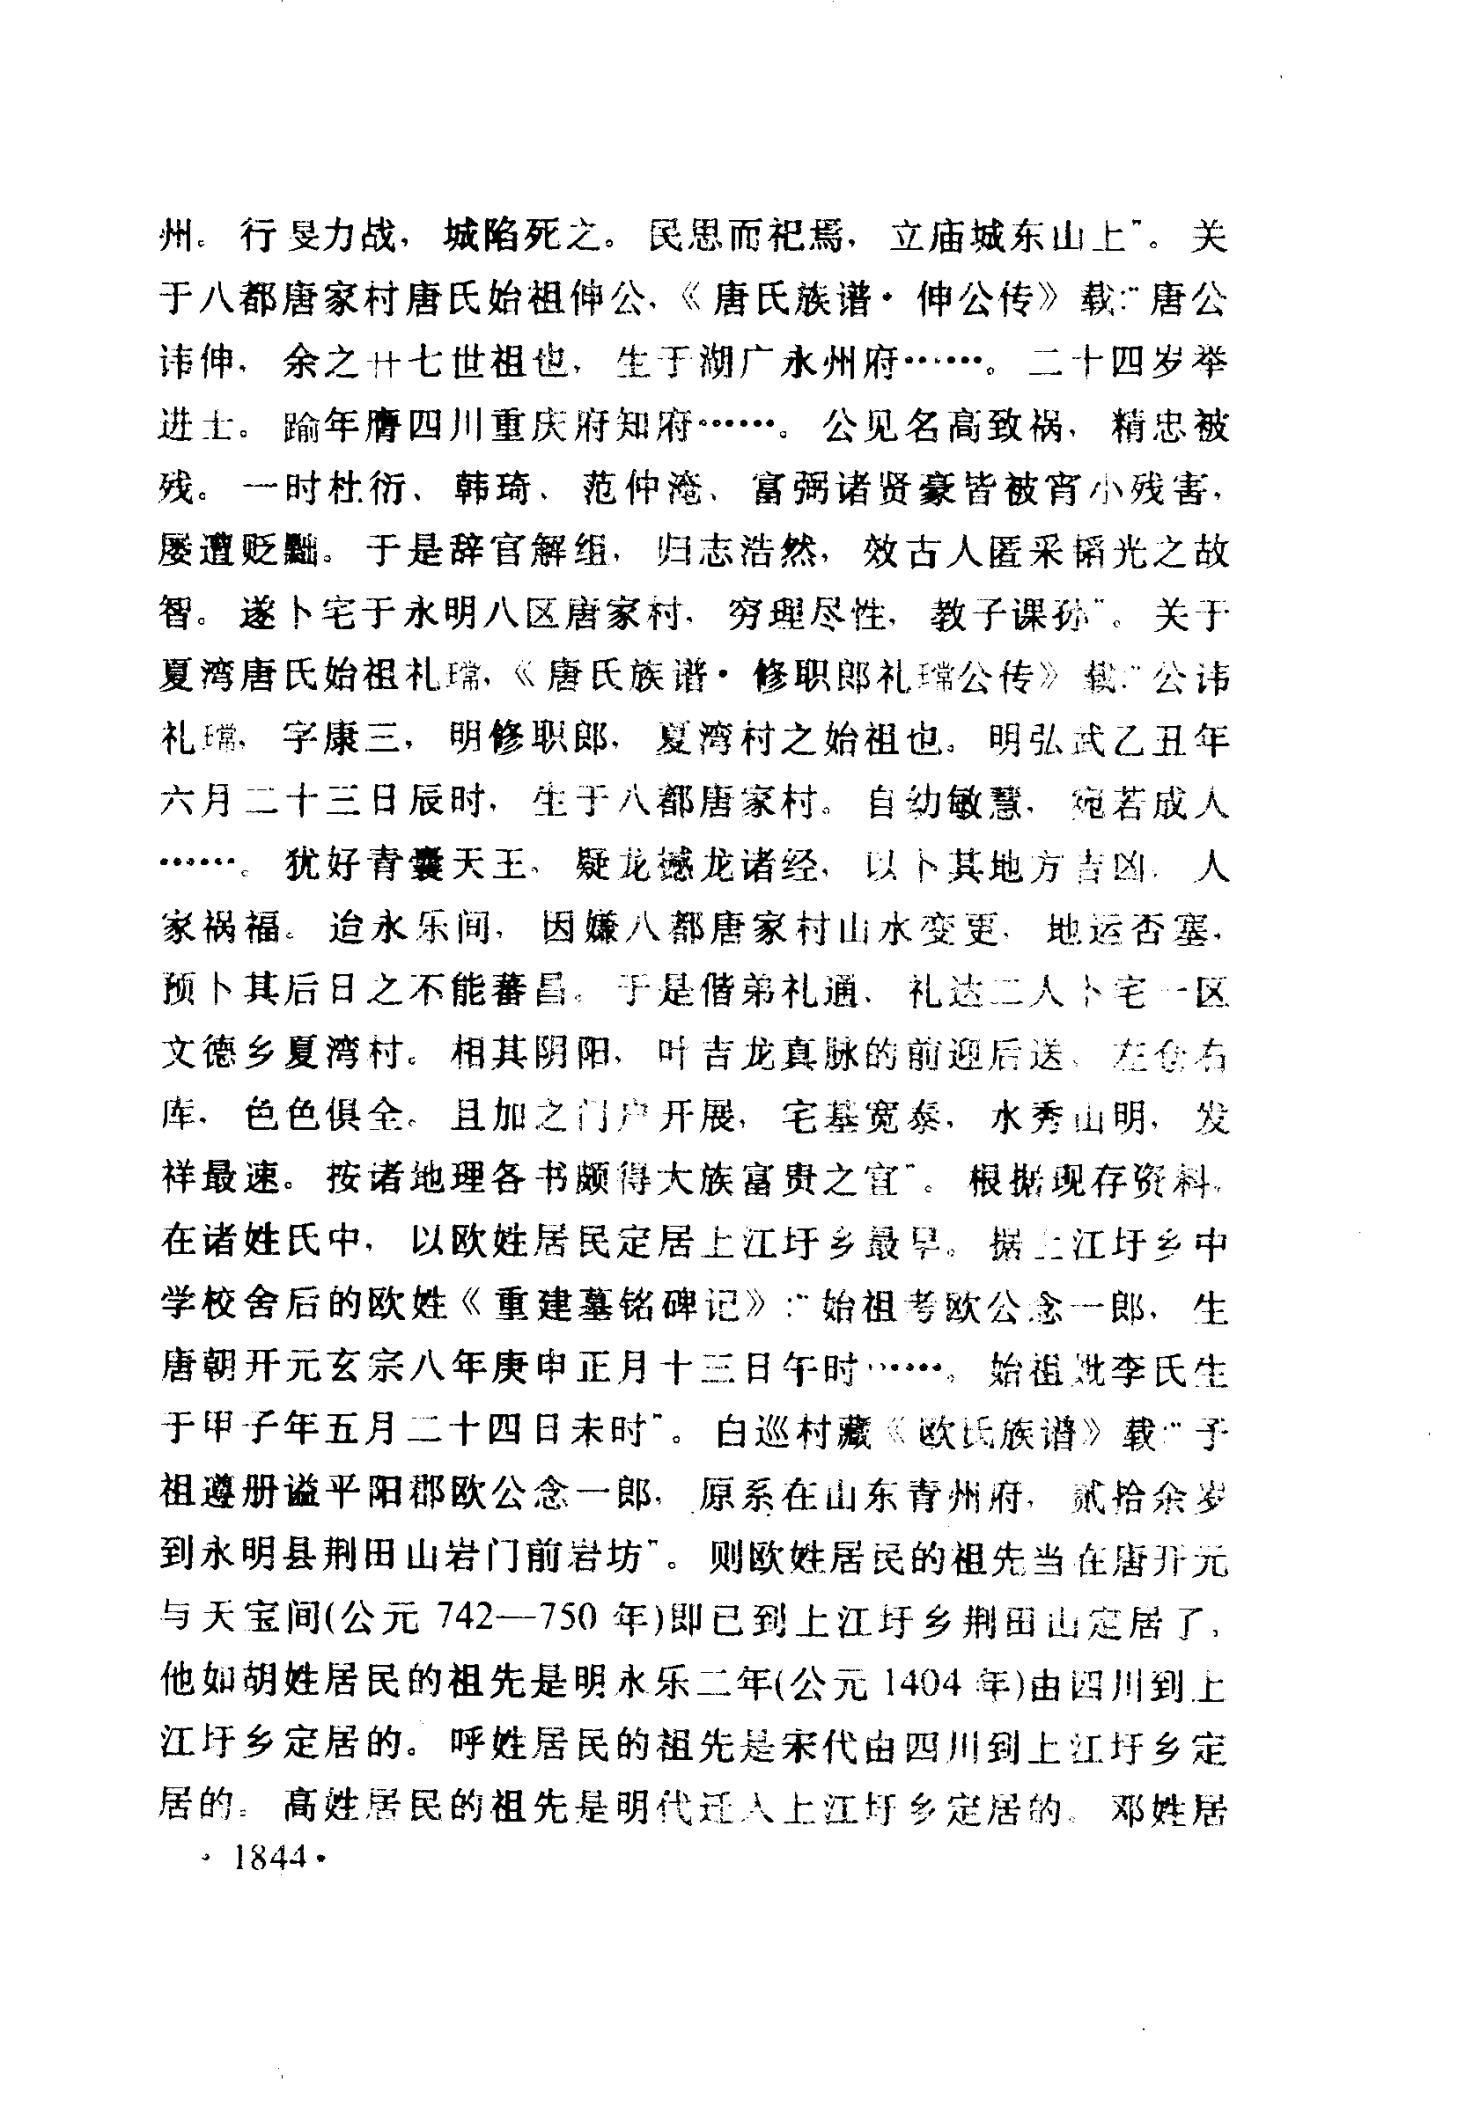 州。行旻力战，城陷死之。民思而祀焉，立庙城东山上”。关
于八都唐家村唐氏始祖伸公，《唐氏族谱·伸公传》载：“唐公
讳伸，余之廿七世祖也，生于湖广永州府……。二十四岁举
进士。踰年膺四川重庆府知府……。公见名高致祸，精忠被
残。一时杜衍、韩琦、范仲淹、富弼诸贤豪皆被宵小残害，
屡遭贬黜。于是辞官解组，归志浩然，效古人匿采韬光之故
智。遂卜宅于永明八区唐家村，穷理尽性，教子课孙”。关于
夏湾唐氏始祖礼瑺，《唐氏族谱·修职郎礼瑺公传》载：“公讳
礼瑺，字康三，明修职郎，夏湾村之始祖也。明弘武乙丑年
六月二十三日辰时，生于八都唐家村。自幼敏慧，宛若成人
……。犹好青囊天王、疑龙撼龙诸经，以卜其地方吉凶，人
家祸福。迨永乐间，因嫌八都唐家村山水变更，地运否塞，
预卜其后日之不能蕃昌。于是偕弟礼通、礼达二人卜宅一区
文德乡夏湾村。相其阴阳，叶吉龙真脉的前迎后送，左仓右
库，色色俱全。且加之门户开展，宅基宽泰，水秀山明，发
祥最速。按诸地理各书颇得大族富贵之宜”。根据现存资料，
在诸姓氏中，以欧姓居民定居上江圩乡最早。据上江圩乡中
学校舍后的欧姓《重建墓铭碑记》：“始祖考欧公念一郎，生
唐朝开元玄宗八年庚申正月十三日午时……。始祖妣李氏生
于甲子年五月二十四日未时”。白巡村藏《欧氏族谱》载：“予
祖遵册谥平阳郡欧公念一郎，原系在山东青州府，贰拾余岁
到永明县荆田山岩门前岩坊”。则欧姓居民的祖先当在唐开元
与天宝间(公元 742—750 年)即已到上江圩乡荆田山定居了，
他如胡姓居民的祖先是明永乐二年(公元 1404 年)由四川到上
江圩乡定居的。呼姓居民的祖先是宋代由四川到上江圩乡定
居的。高姓居民的祖先是明代迁入上江圩乡定居的。邓姓居
· 1844 ·